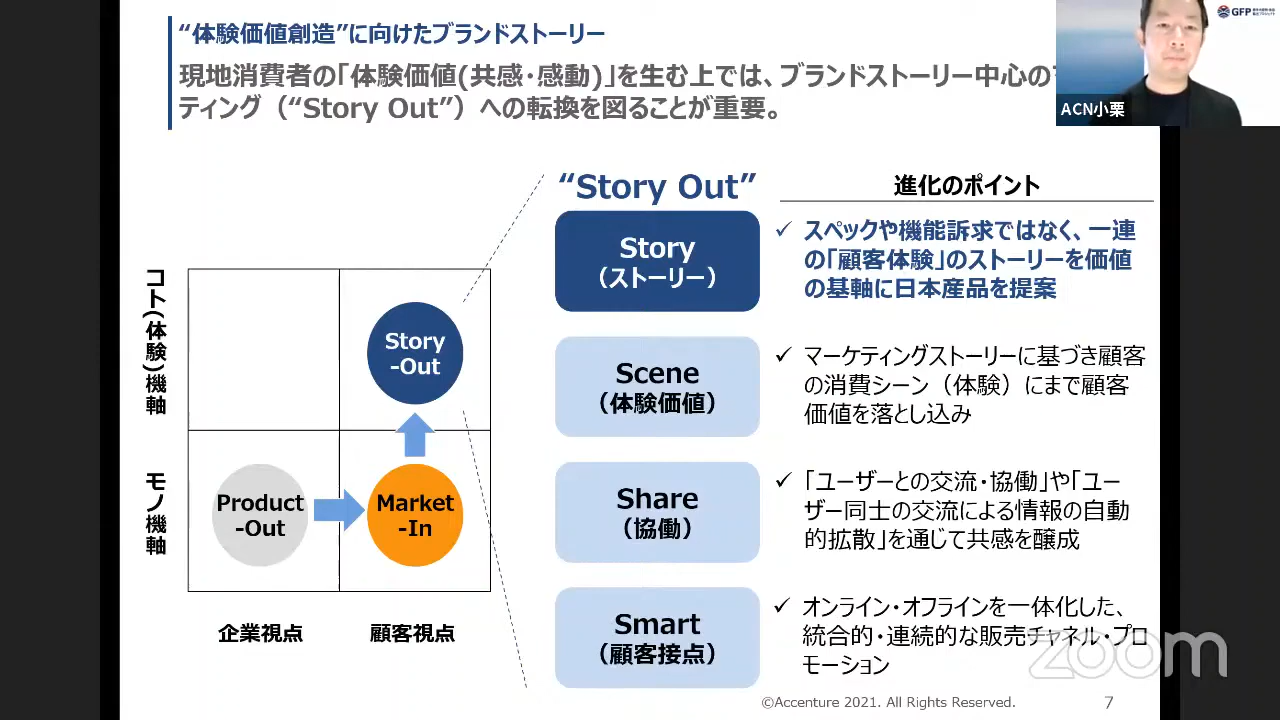 “体験価値創造”に向けたブランドストーリー
現地消費者の「体験価値(共感・感動)」を生む上では、ブランドストーリー中心の
ティング（“Story Out”）への転換を図ることが重要。
GFP
ACN小栗
“Story Out”
進化のポイント
Story
（ストーリー）
✓ スペックや機能訴求ではなく、一連
の「顧客体験」のストーリーを価値
の基軸に日本産品を提案
Scene
（体験価値）
✓ マーケティングストーリーに基づき顧客
の消費シーン（体験）にまで顧客
価値を落とし込み
Share
（協働）
✓ 「ユーザーとの交流・協働」や「ユー
ザー同士の交流による情報の自動
的拡散」を通じて共感を醸成
Smart
（顧客接点）
✓ オンライン・オフラインを一体化した、
統合的・連続的な販売チャネル・プロ
モーション
コト(体験)機軸
モノ機軸
Story
-Out
Product
-Out
Market
-In
企業視点
顧客視点
zoom
©Accenture 2021. All Rights Reserved.
7